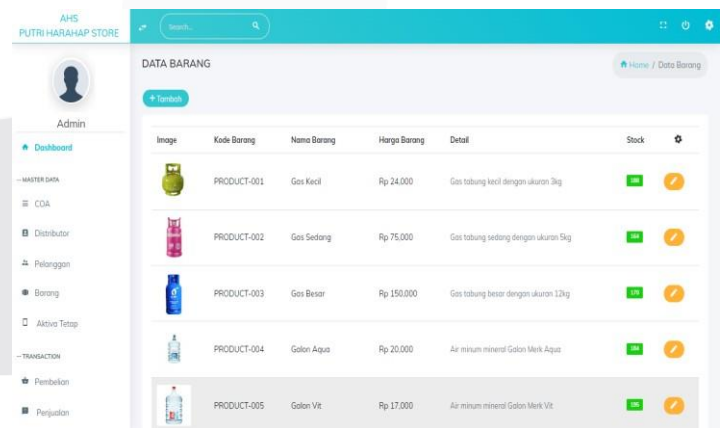 AHS
PUTRI HARAHAP STORE
Search...
Admin
Dashboard
-- MASTER DATA
COA
Distributor
Pelanggan
Barang
Aktiva Tetap
-- TRANSACTION
Pembelian
Penjualan
DATA BARANG
Home / Data Barang
+ Tambah
Image Kode Barang Nama Barang Harga Barang Detail Stock
PRODUCT-001 Gas Kecil Rp 24,000 Gas tabung kecil dengan ukuran 3kg
PRODUCT-002 Gas Sedang Rp 75,000 Gas tabung sedang dengan ukuran 5kg
PRODUCT-003 Gas Besar Rp 150,000 Gas tabung besar dengan ukuran 12kg
PRODUCT-004 Galon Aqua Rp 20,000 Air minum mineral Galon Merk Aqua
PRODUCT-005 Galon Vit Rp 17,000 Air minum mineral Galon Merk Vit